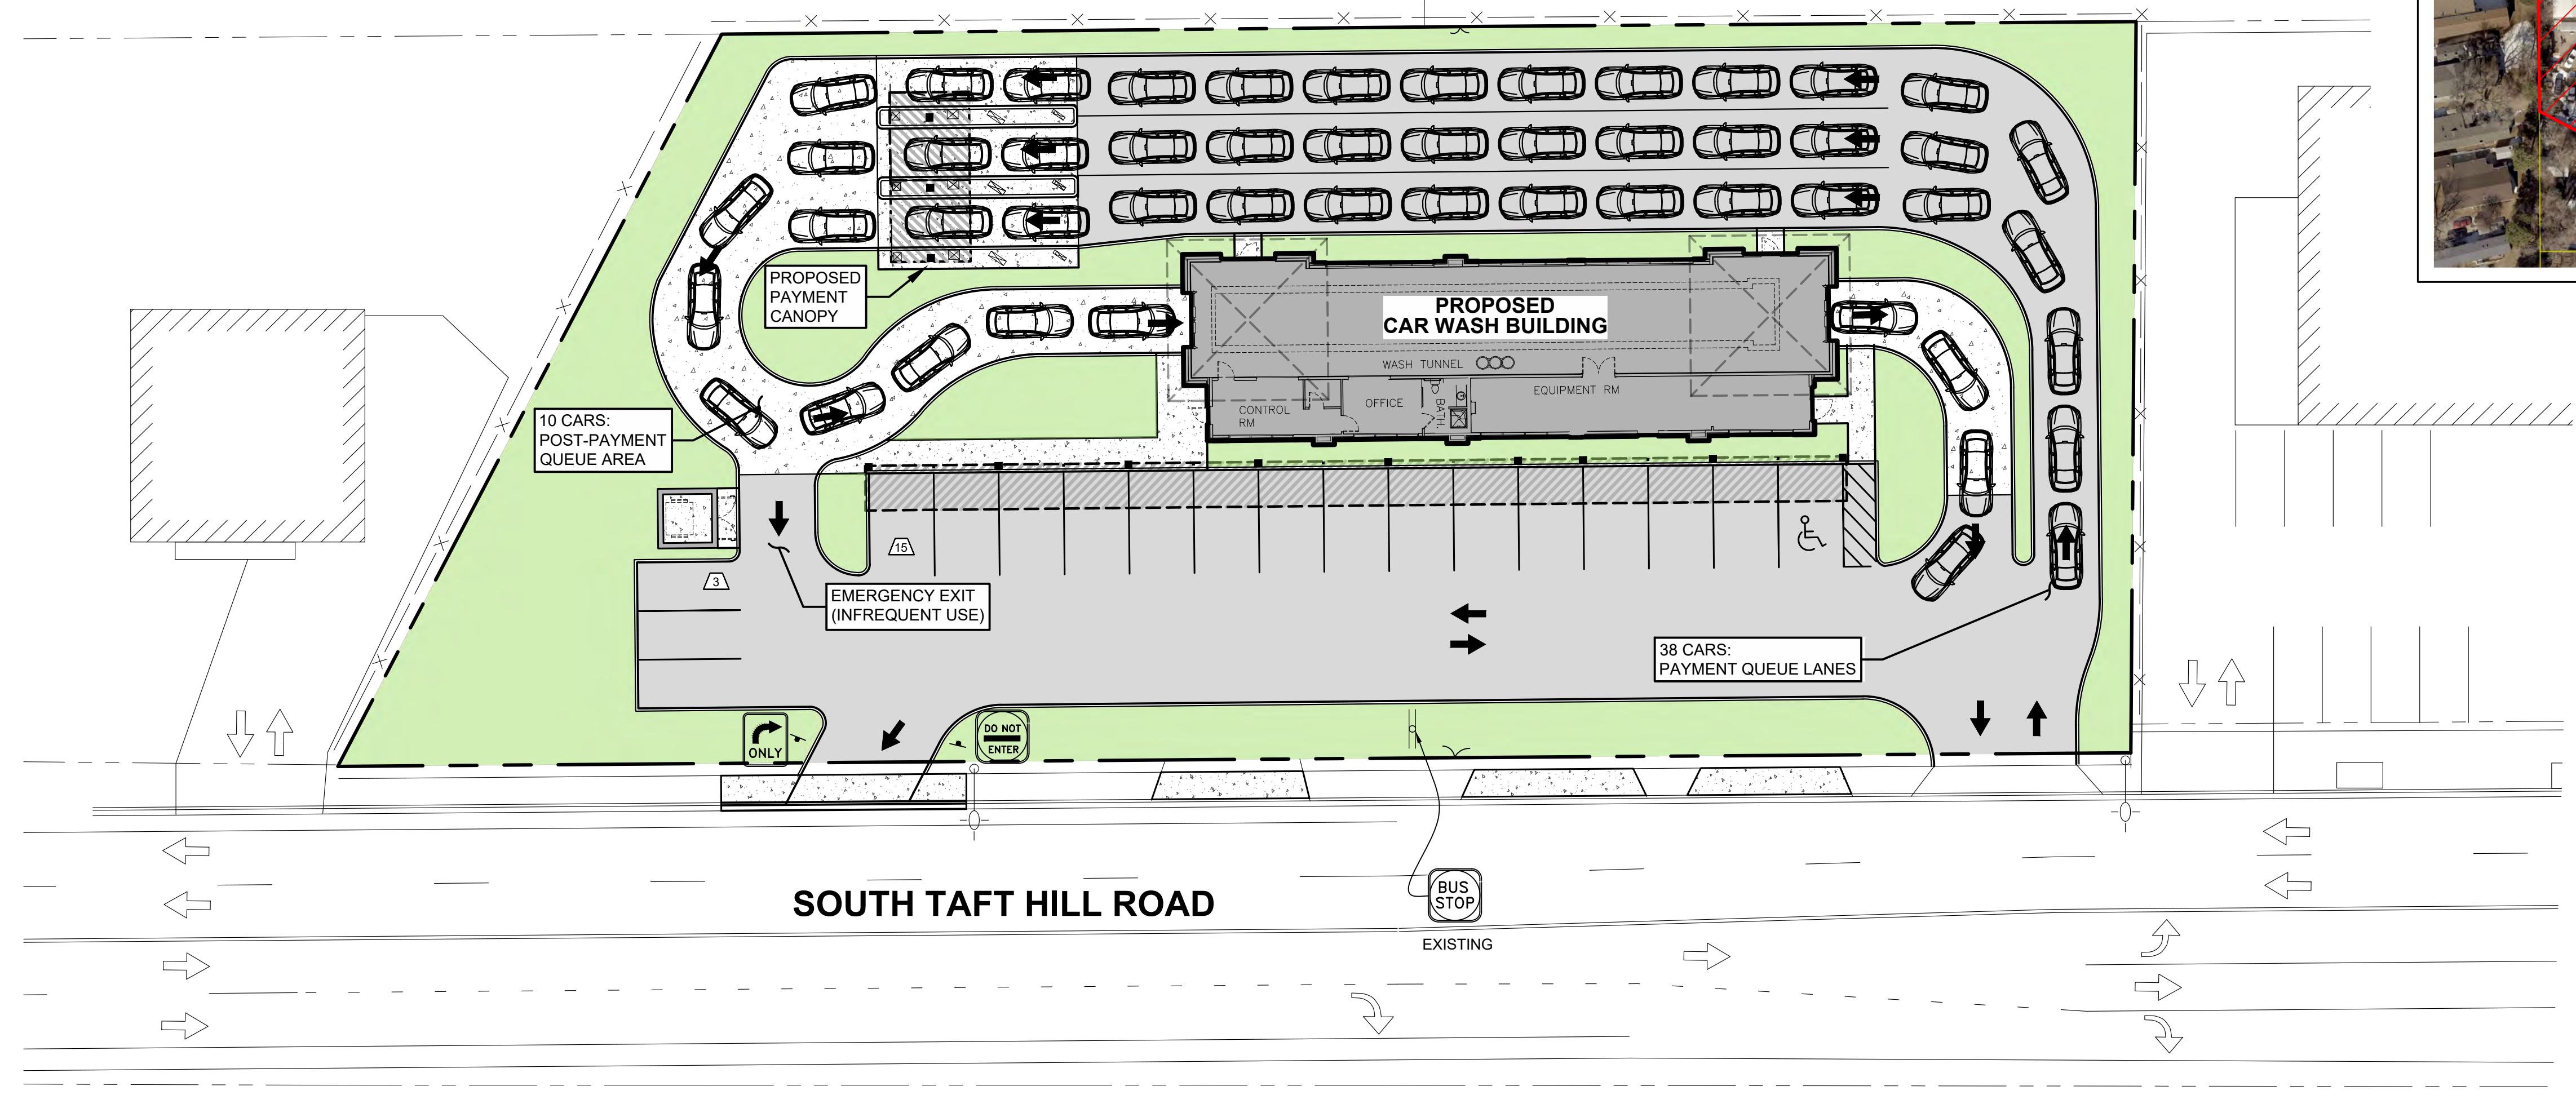 PROPOSED
PAYMENT
CANOPY
PROPOSED
CAR WASH BUILDING
WASH TUNNEL
CONTROL
RM
OFFICE
BATH
EQUIPMENT RM
10 CARS:
POST-PAYMENT
QUEUE AREA
15
3
EMERGENCY EXIT
(INFREQUENT USE)
38 CARS:
PAYMENT QUEUE LANES
ONLY
DO NOT
ENTER
SOUTH TAFT HILL ROAD
BUS
STOP
EXISTING